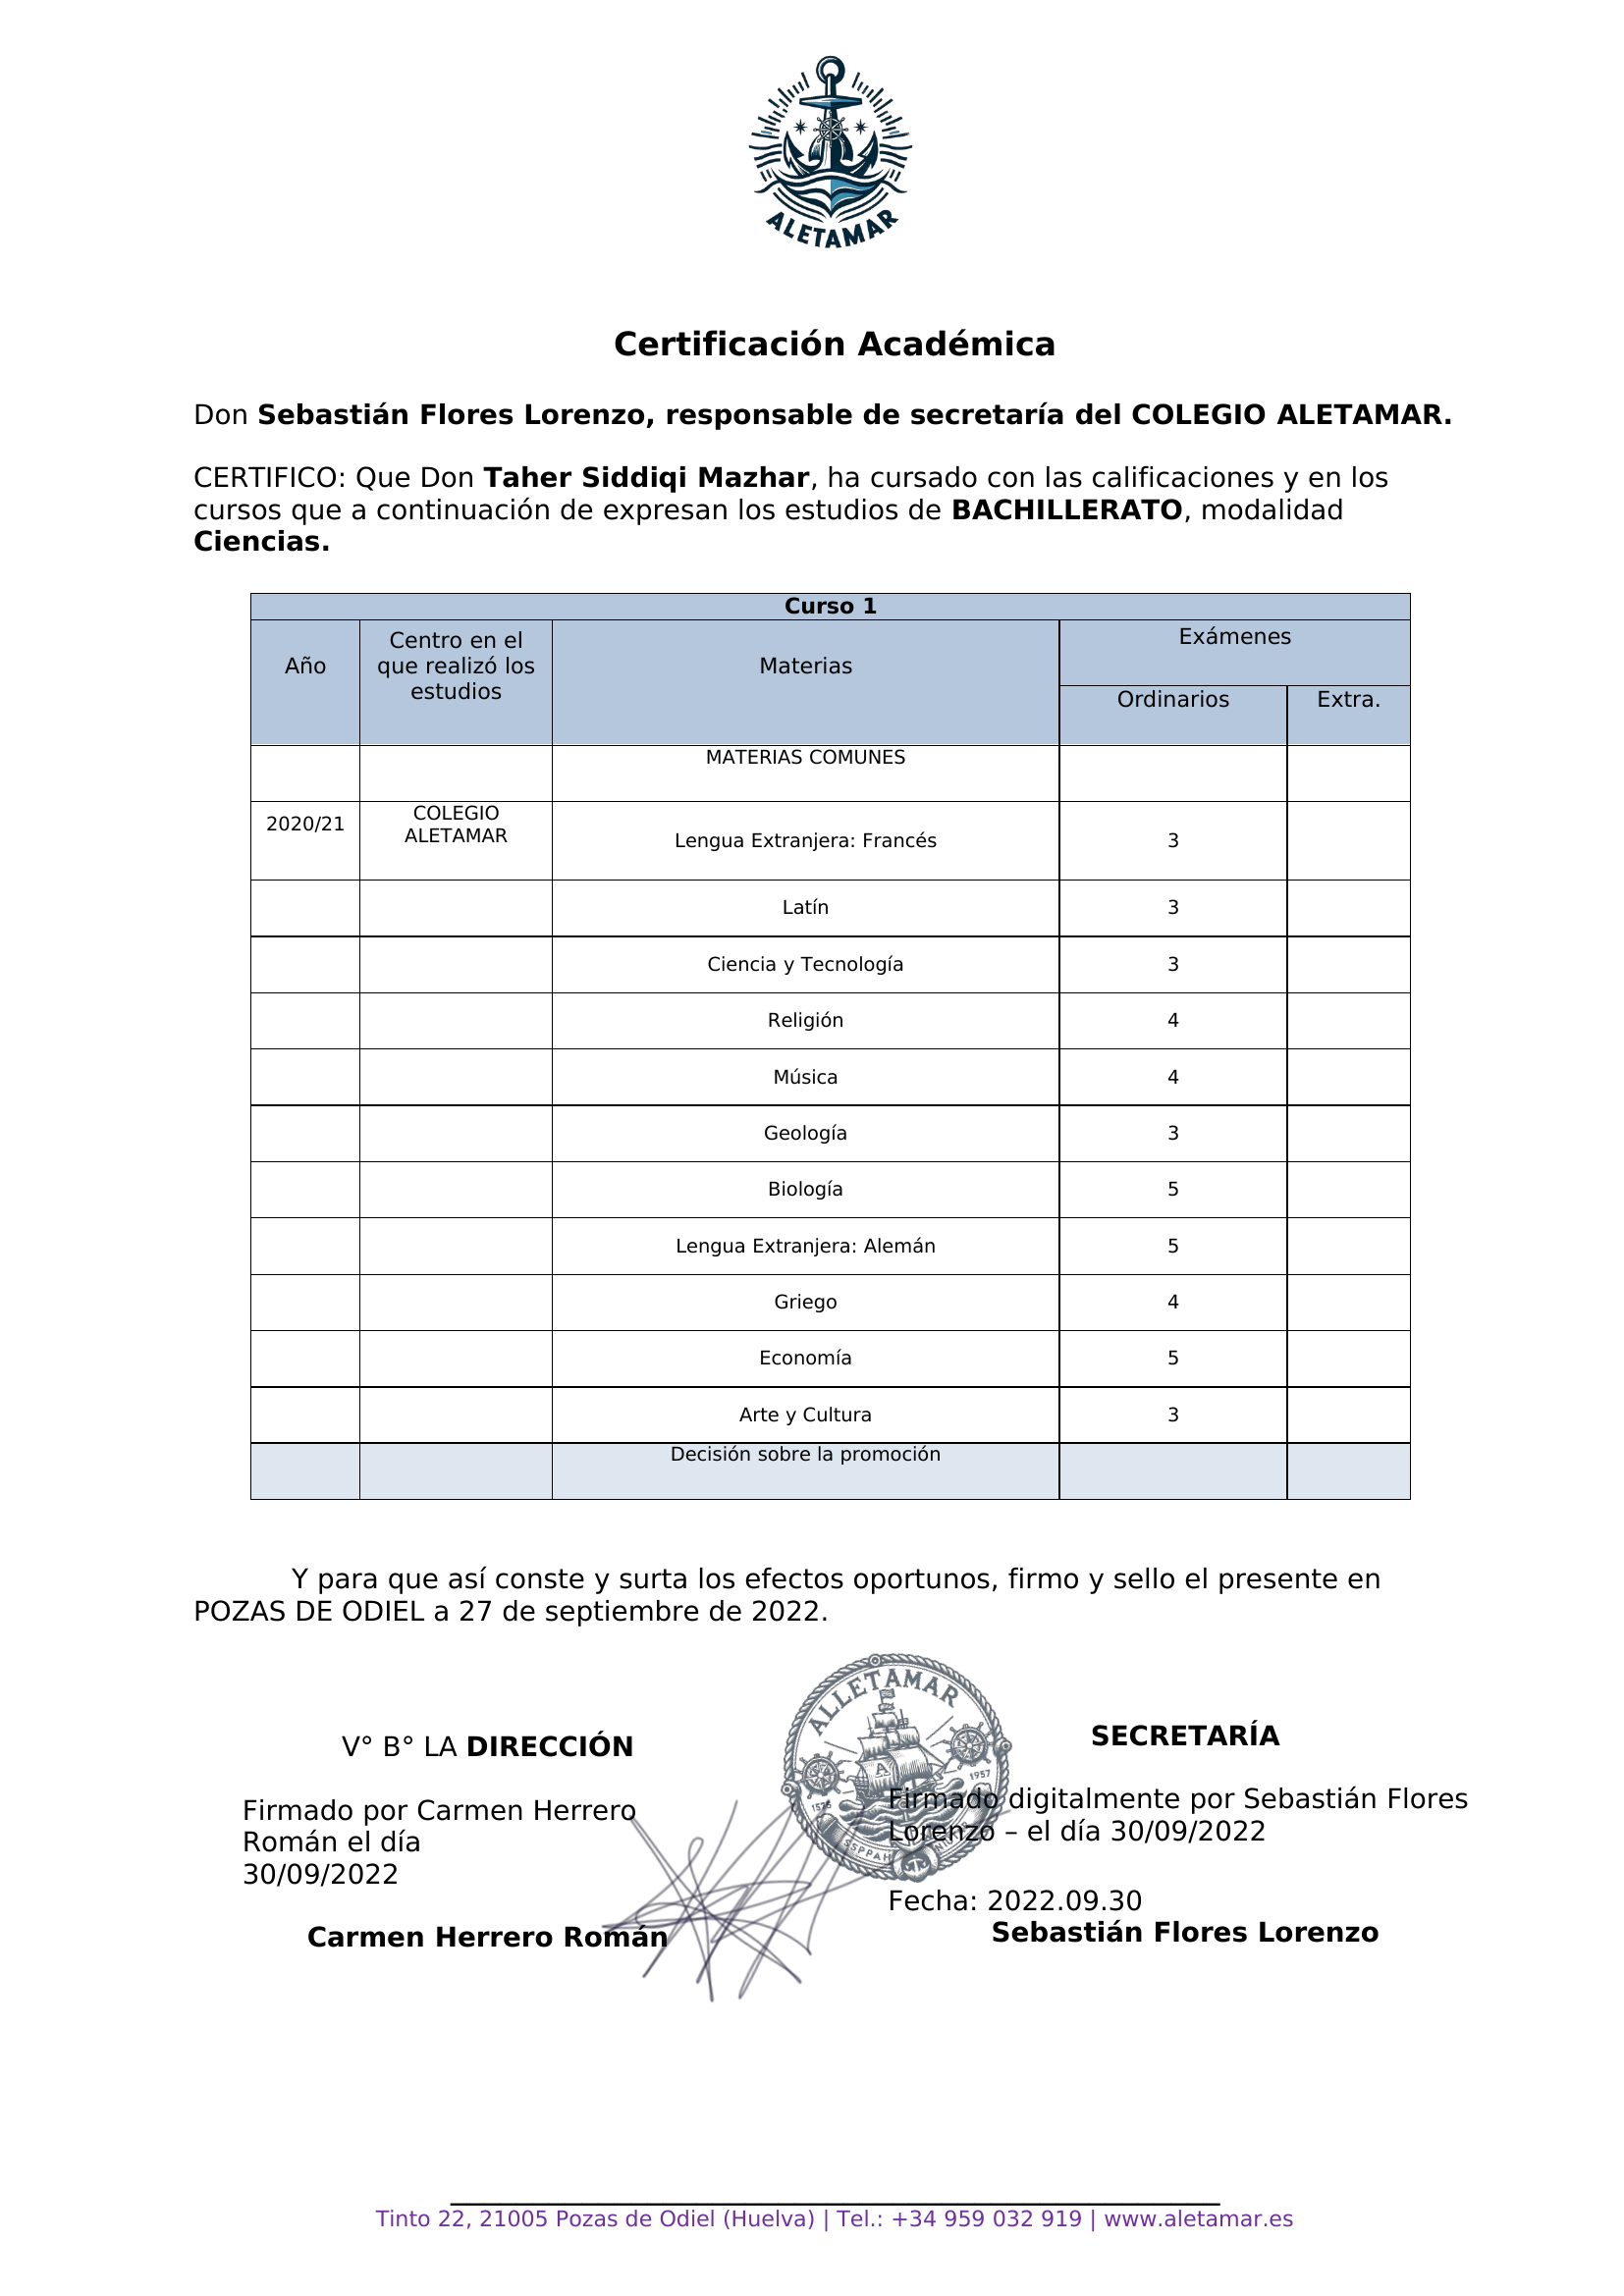 ALETAMAR
Certificación Académica
Don Sebastián Flores Lorenzo, responsable de secretaría del COLEGIO ALETAMAR.
CERTIFICO: Que Don Taher Siddiqi Mazhar, ha cursado con las calificaciones y en los
cursos que a continuación de expresan los estudios de BACHILLERATO, modalidad
Ciencias.
Curso 1
Año
Centro en el
que realizó los
estudios
Materias
Exámenes
Ordinarios
Extra.
MATERIAS COMUNES
2020/21
COLEGIO
ALETAMAR
Lengua Extranjera: Francés
3
Latín
3
Ciencia y Tecnología
3
Religión
4
Música
4
Geología
3
Biología
5
Lengua Extranjera: Alemán
5
Griego
4
Economía
5
Arte y Cultura
3
Decisión sobre la promoción
Y para que así conste y surta los efectos oportunos, firmo y sello el presente en
POZAS DE ODIEL a 27 de septiembre de 2022.
V° B° LA DIRECCIÓN
Firmado por Carmen Herrero
Román el día
30/09/2022
Carmen Herrero Román
ALLETAMAR
A
1957
SECRETARÍA
Firmado digitalmente por Sebastián Flores
Lorenzo – el día 30/09/2022
Fecha: 2022.09.30
Sebastián Flores Lorenzo
Tinto 22, 21005 Pozas de Odiel (Huelva) | Tel.: +34 959 032 919 | www.aletamar.es